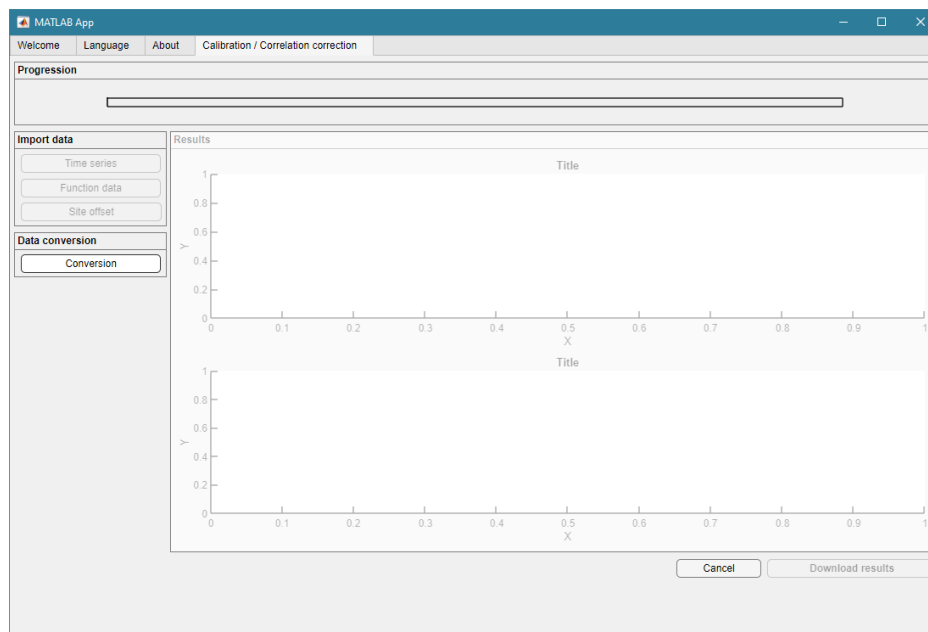 MATLAB App
Welcome Language About Calibration / Correlation correction
Progression
Import data
Time series
Function data
Site offset
Data conversion
Conversion
Results
Title
1
0.8
0.6
0.4
0.2
0
Y
0 0.1 0.2 0.3 0.4 0.5 0.6 0.7 0.8 0.9 1
X
Title
1
0.8
0.6
0.4
0.2
0
Y
0 0.1 0.2 0.3 0.4 0.5 0.6 0.7 0.8 0.9 1
X
Cancel Download results